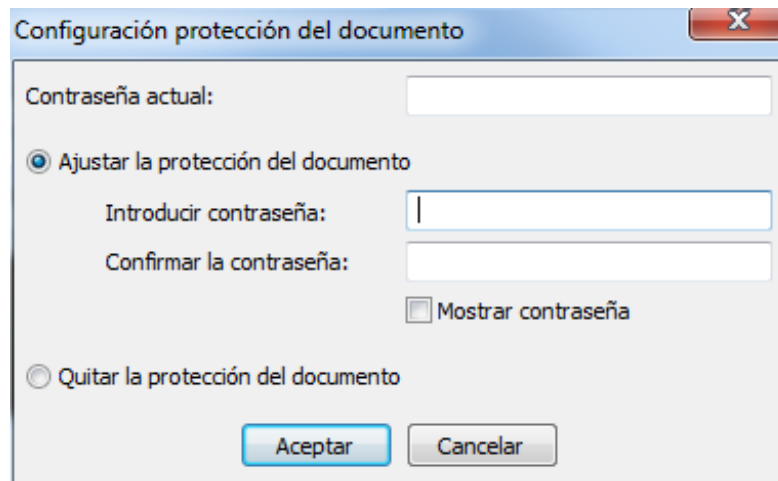 Configuración protección del documento
Contraseña actual:
Ajustar la protección del documento
Introducir contraseña:
Confirmar la contraseña:
Mostrar contraseña
Quitar la protección del documento
Aceptar Cancelar